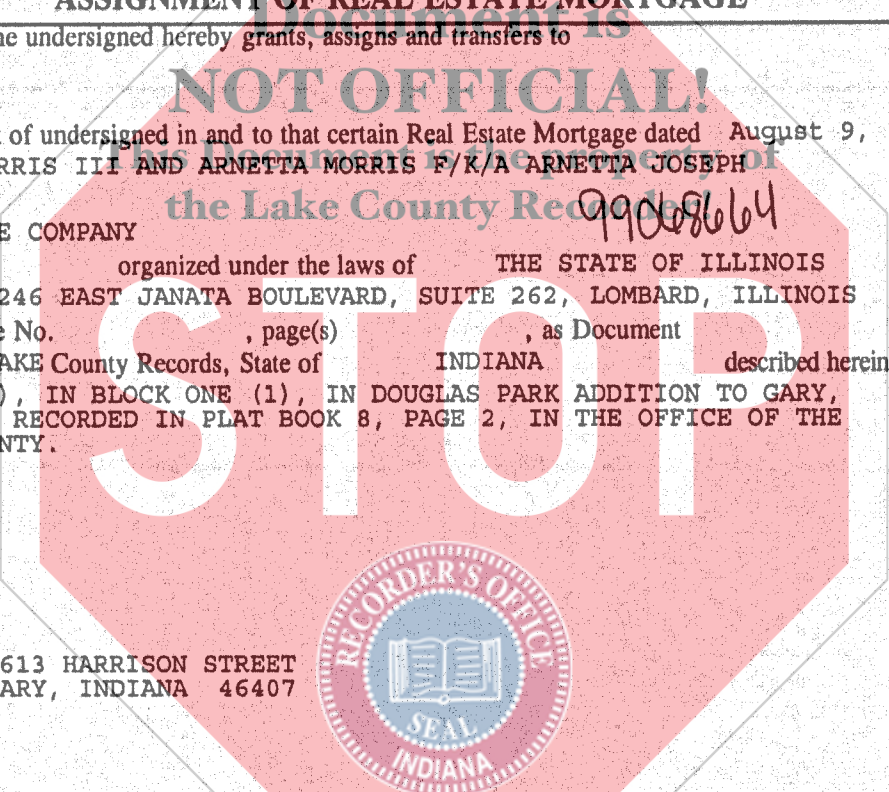 ASSIGNMENT OF REAL ESTATE MORTGAGE
Document is
undersigned hereby grants, assigns and transfers to
NOT OFFICIAL!
of undersigned in and to that certain Real Estate Mortgage dated August 9,
III AND ARNETTA MORRIS F/K/A ARNETTA JOSEPH
This Document is the property of
the Lake County Recorder!
99068664
COMPANY
organized under the laws of THE STATE OF ILLINOIS
246 EAST JANATA BOULEVARD, SUITE 262, LOMBARD, ILLINOIS
No. , page(s) , as Document
County Records, State of INDIANA described herein
), IN BLOCK ONE (1), IN DOUGLAS PARK ADDITION TO GARY,
RECORDED IN PLAT BOOK 8, PAGE 2, IN THE OFFICE OF THE
NTY.
STOP
RECORDER'S OFFICE
SEAL
INDIANA
613 HARRISON STREET
ARY, INDIANA 46407